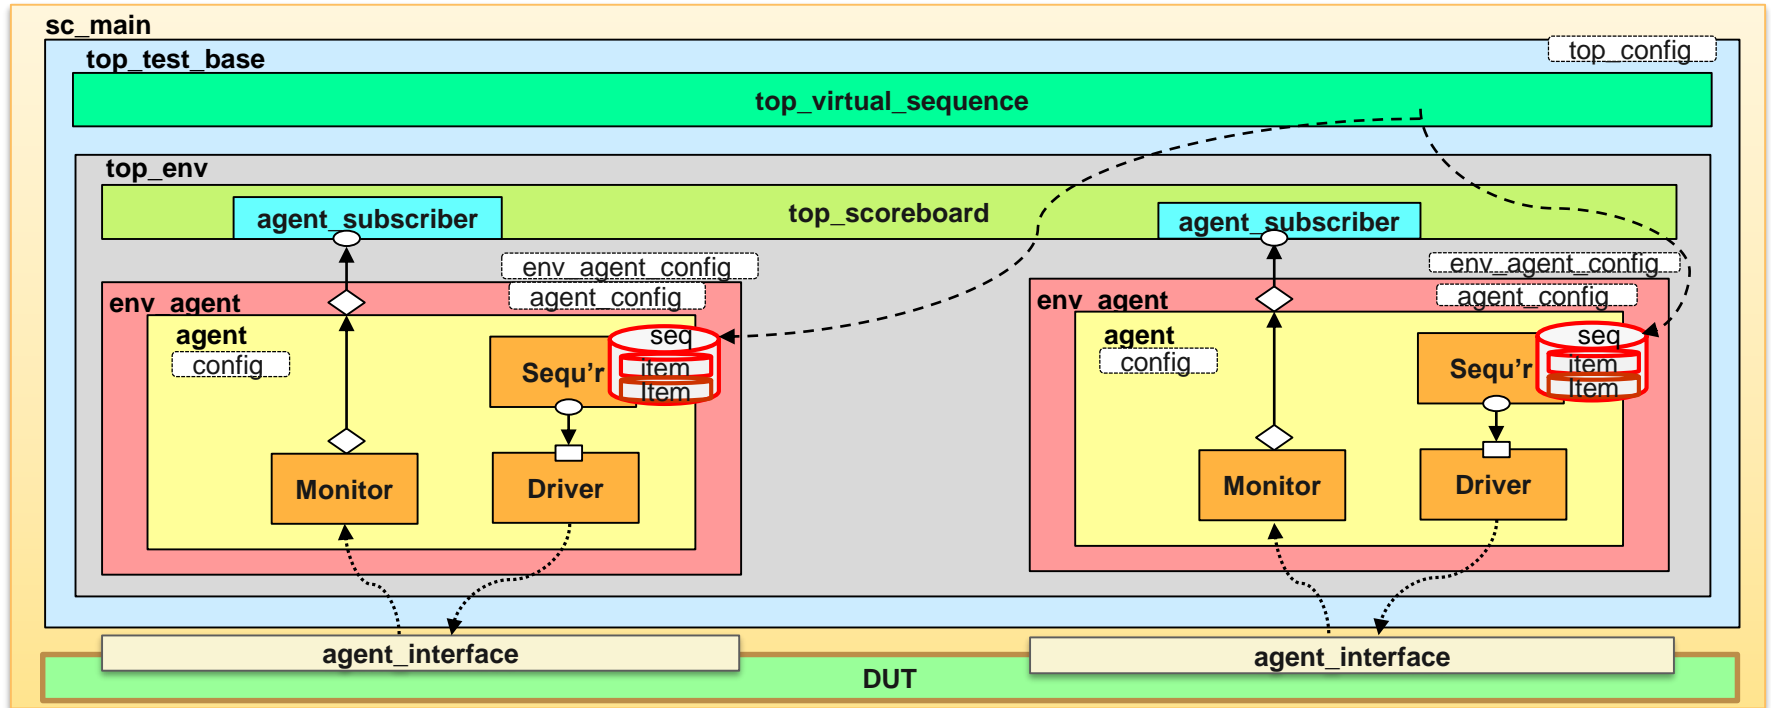 sc_main
top_config
top_test_base
top_virtual_sequence
top_env
agent_subscriber
top_scoreboard
agent_subscriber
env_agent_config
agent_config
env_agent
agent
config
Sequ’r
seq
item
Item
Monitor
Driver
env_agent_config
agent_config
env_agent
agent
config
Sequ’r
seq
item
Item
Monitor
Driver
agent_interface
agent_interface
DUT